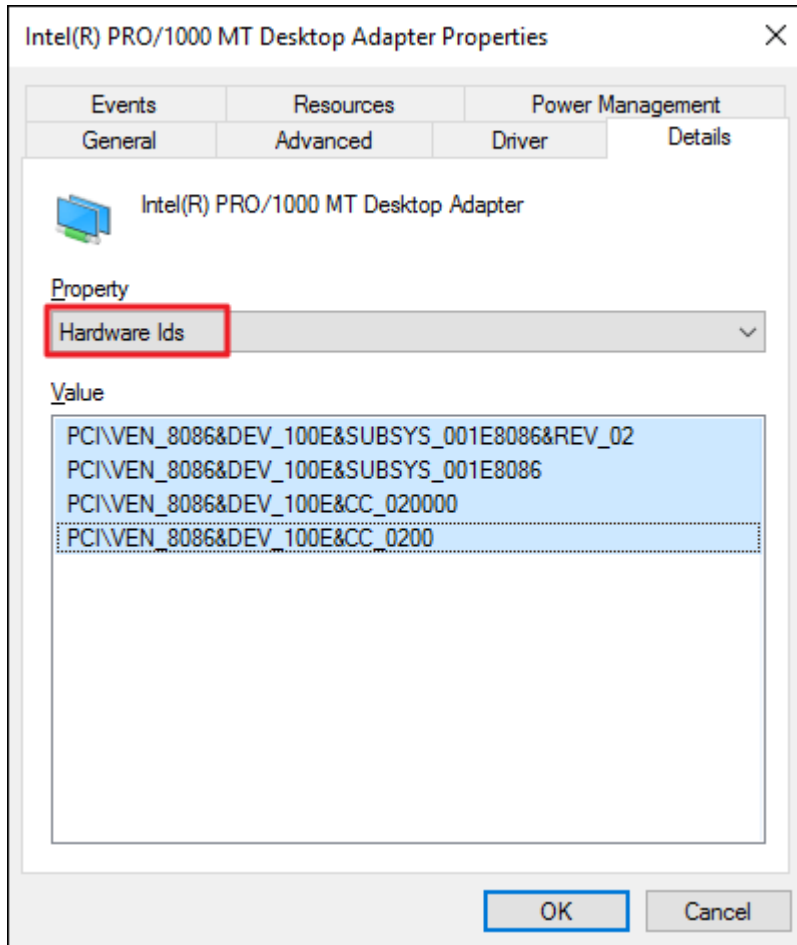 Intel(R) PRO/1000 MT Desktop Adapter Properties
Events Resources Power Management
General Advanced Driver Details
Intel(R) PRO/1000 MT Desktop Adapter
Property
Hardware Ids
Value
PCI\VEN_8086&DEV_100E&SUBSYS_001E8086&REV_02
PCI\VEN_8086&DEV_100E&SUBSYS_001E8086
PCI\VEN_8086&DEV_100E&CC_020000
PCI\VEN_8086&DEV_100E&CC_0200
OK Cancel